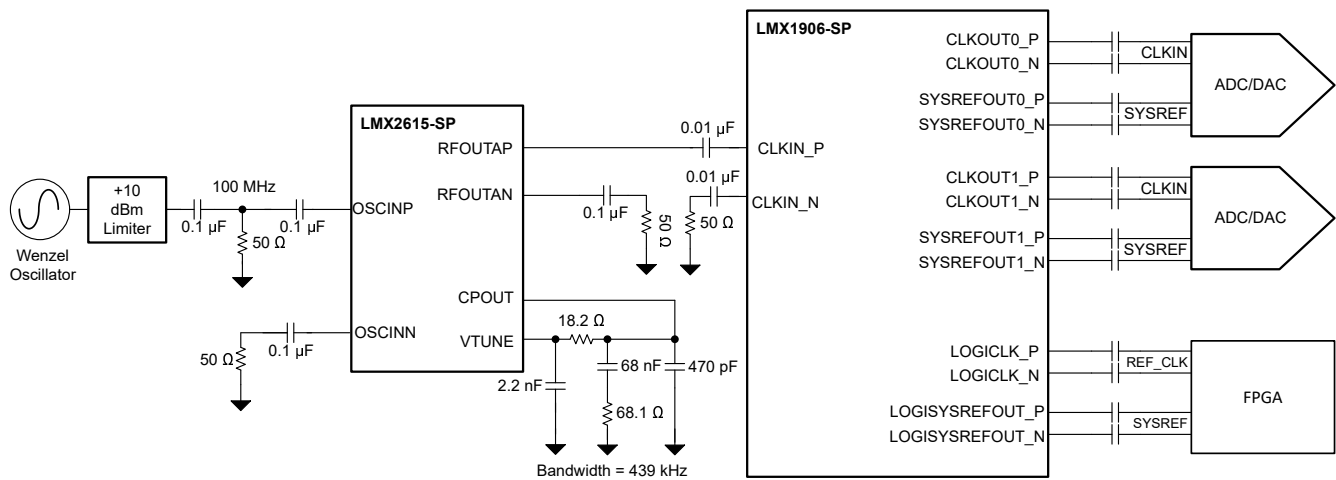 LMX1906-SP
CLKOUT0_P
CLKOUT0_N
CLKIN
SYSREFOUT0_P
SYSREFOUT0_N
SYSREF
ADC/DAC
LMX2615-SP
RFOUTAP
0.01 µF
CLKIN_P
+10
dBm
Limiter
100 MHz
0.1 µF
50 Ω
0.1 µF
OSCINP
RFOUTAN
0.1 µF
50 Ω
0.01 µF
50 Ω
CLKIN_N
CLKOUT1_P
CLKOUT1_N
CLKIN
SYSREFOUT1_P
SYSREFOUT1_N
SYSREF
ADC/DAC
Wenzel
Oscillator
CPOUT
50 Ω
0.1 µF
OSCINN
VTUNE
18.2 Ω
2.2 nF
68 nF
470 pF
68.1 Ω
Bandwidth = 439 kHz
LOGICLK_P
LOGICLK_N
REF_CLK
LOGISYSREFOUT_P
LOGISYSREFOUT_N
SYSREF
FPGA